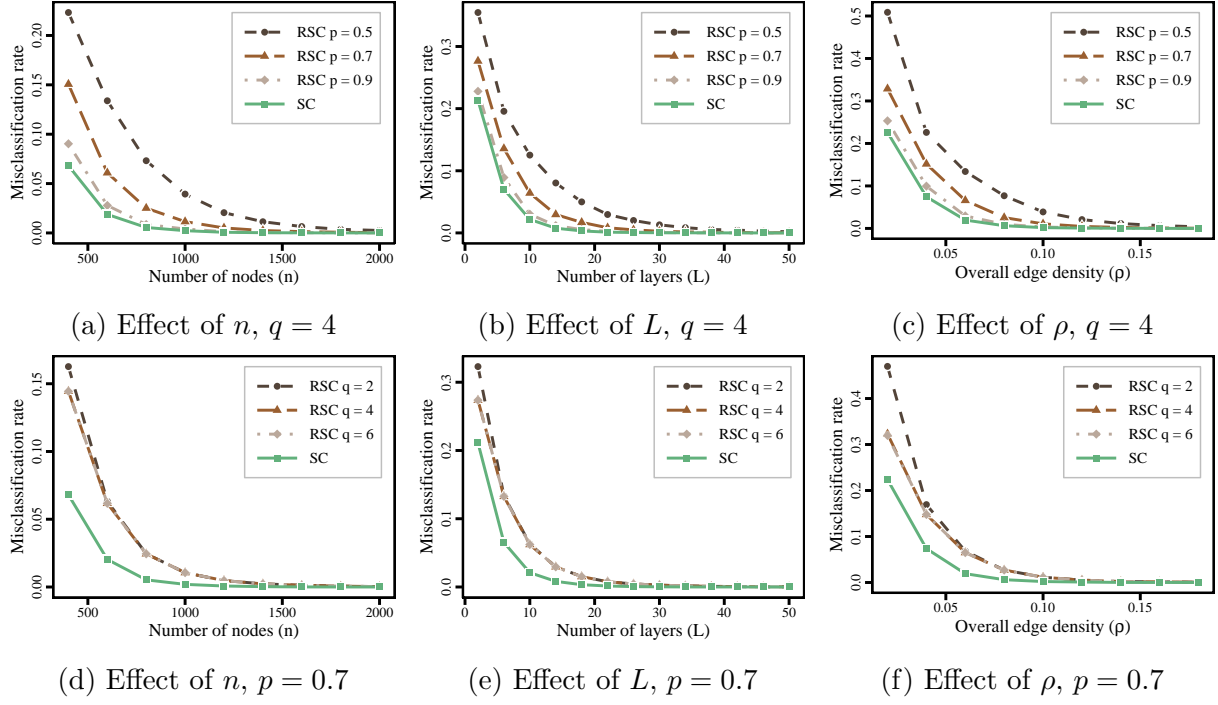 Misclassification rate
0.00 0.05 0.10 0.15 0.20
RSC p = 0.5
RSC p = 0.7
RSC p = 0.9
SC
500 1000 1500 2000
Number of nodes (n)
(a) Effect of n, q = 4
Misclassification rate
0.0 0.1 0.2 0.3
RSC p = 0.5
RSC p = 0.7
RSC p = 0.9
SC
0 10 20 30 40 50
Number of layers (L)
(b) Effect of L, q = 4
Misclassification rate
0.0 0.1 0.2 0.3 0.4 0.5
RSC p = 0.5
RSC p = 0.7
RSC p = 0.9
SC
0.05 0.10 0.15
Overall edge density (ρ)
(c) Effect of ρ, q = 4
Misclassification rate
0.00 0.05 0.10 0.15
RSC q = 2
RSC q = 4
RSC q = 6
SC
500 1000 1500 2000
Number of nodes (n)
(d) Effect of n, p = 0.7
Misclassification rate
0.0 0.1 0.2 0.3
RSC q = 2
RSC q = 4
RSC q = 6
SC
0 10 20 30 40 50
Number of layers (L)
(e) Effect of L, p = 0.7
Misclassification rate
0.0 0.1 0.2 0.3 0.4
RSC q = 2
RSC q = 4
RSC q = 6
SC
0.05 0.10 0.15
Overall edge density (ρ)
(f) Effect of ρ, p = 0.7